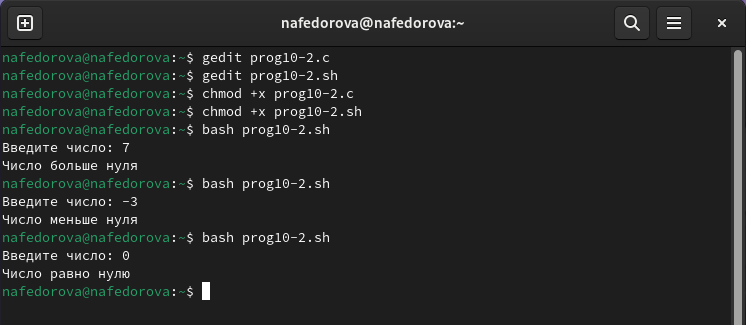 nafedorova@nafedorova:~
nafedorova@nafedorova:~$ gedit prog10-2.c
nafedorova@nafedorova:~$ gedit prog10-2.sh
nafedorova@nafedorova:~$ chmod +x prog10-2.c
nafedorova@nafedorova:~$ chmod +x prog10-2.sh
nafedorova@nafedorova:~$ bash prog10-2.sh
Введите число: 7
Число больше нуля
nafedorova@nafedorova:~$ bash prog10-2.sh
Введите число: -3
Число меньше нуля
nafedorova@nafedorova:~$ bash prog10-2.sh
Введите число: 0
Число равно нулю
nafedorova@nafedorova:~$